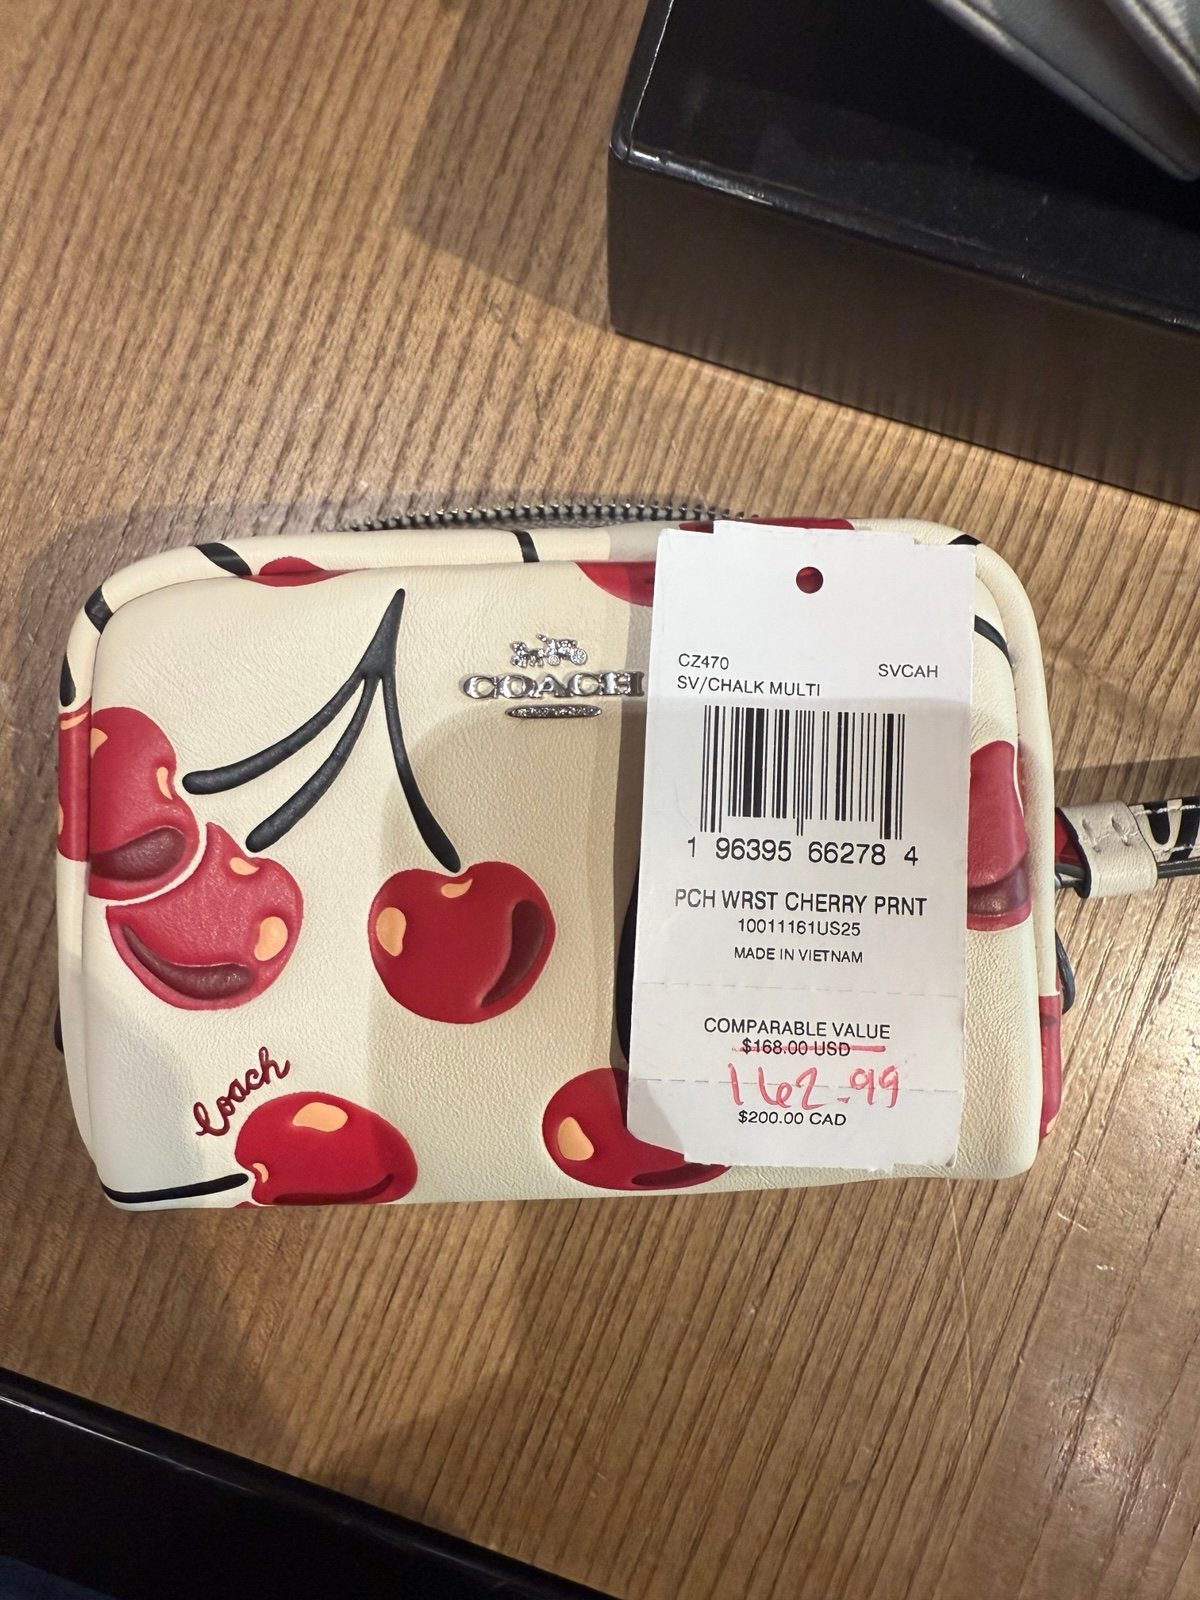 COACH
CZ470
SVCAH
SV/CHALK MULTI
1 96395 66278 4
PCH WRST CHERRY PRNT
10011161US25
MADE IN VIETNAM
COMPARABLE VALUE
$168.00 USD
162.99
$200.00 CAD
Coach